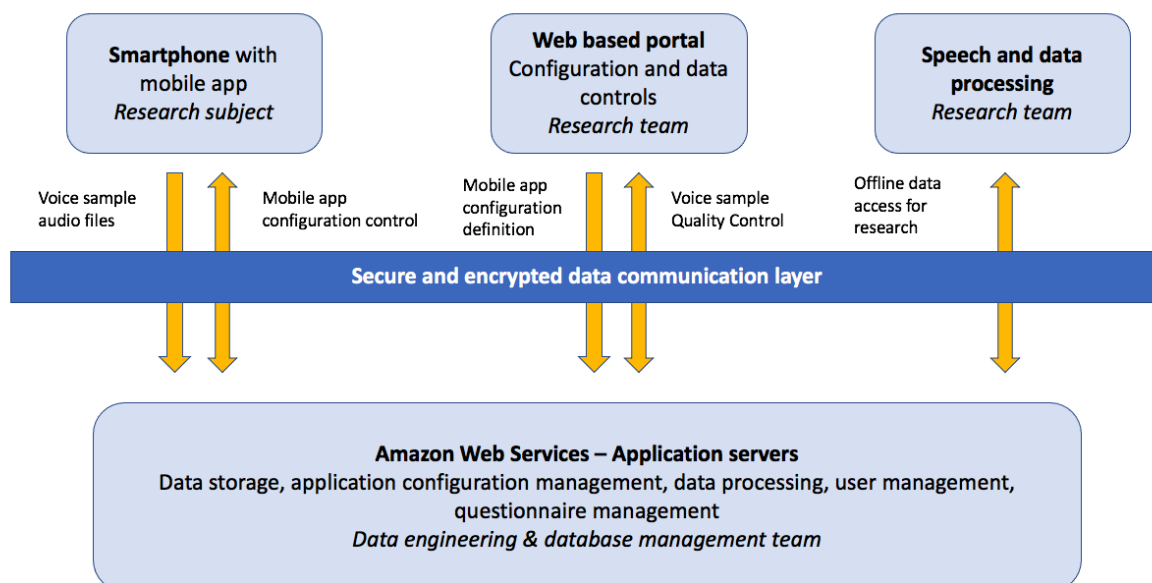 Smartphone with
mobile app
Research subject
Web based portal
Configuration and data
controls
Research team
Speech and data
processing
Research team
Voice sample
audio files
Mobile app
configuration control
Mobile app
configuration
definition
Voice sample
Quality Control
Offline data
access for
research
Secure and encrypted data communication layer
Amazon Web Services – Application servers
Data storage, application configuration management, data processing, user management,
questionnaire management
Data engineering & database management team